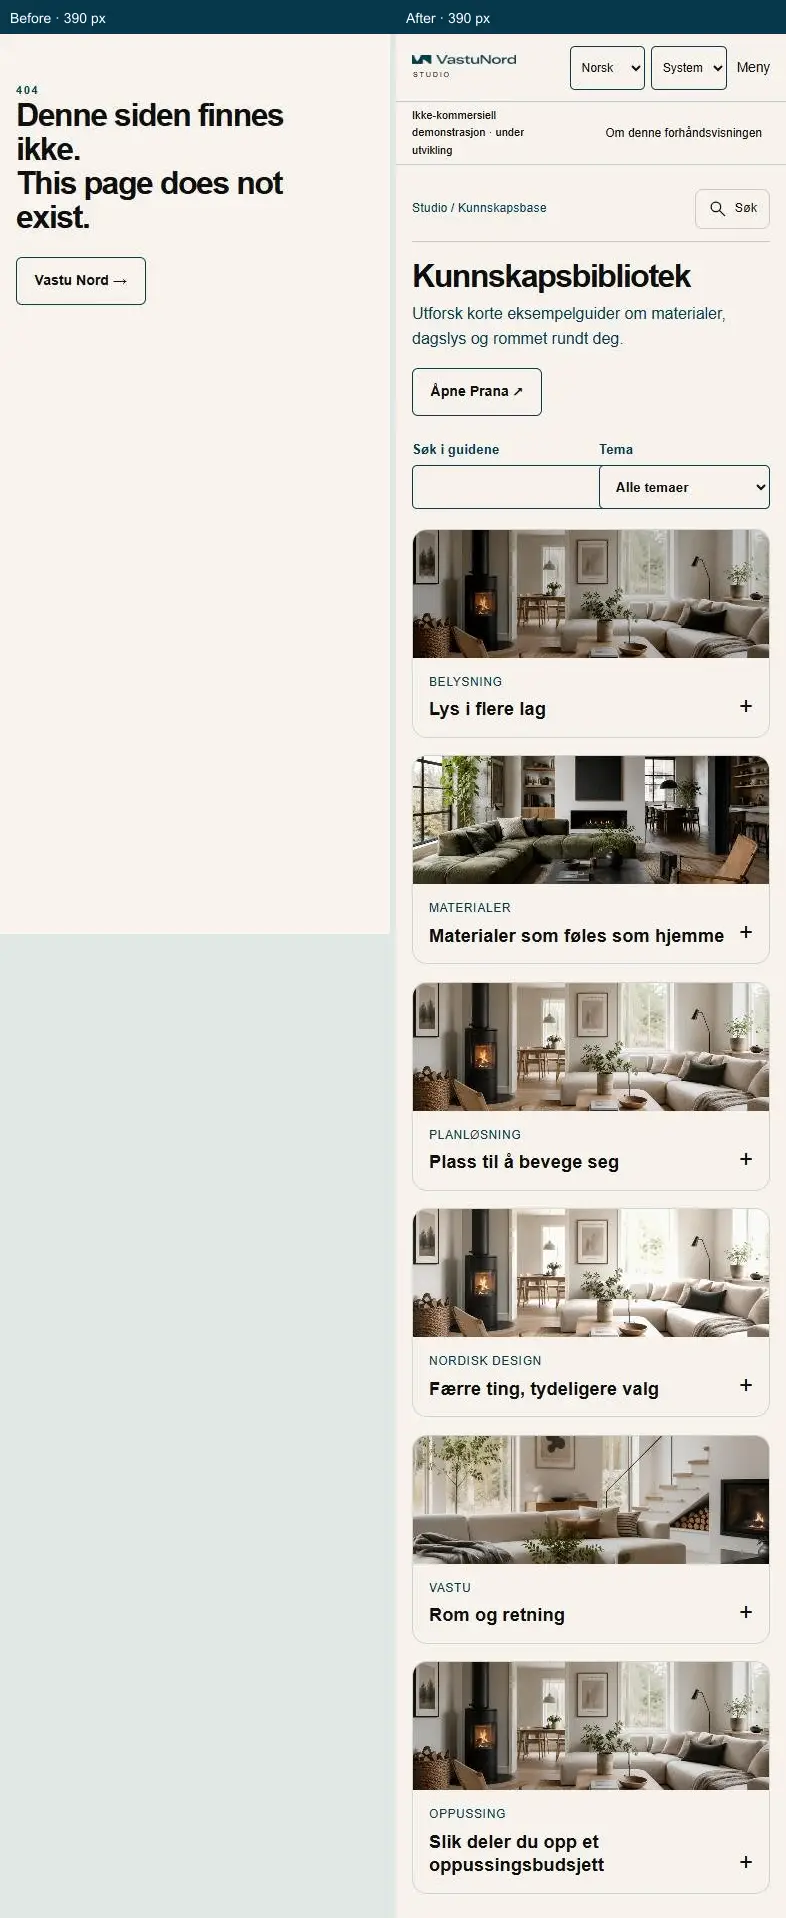 Before · 390 px
404
Denne siden finnes
ikke.
This page does not
exist.
Vastu Nord →
After · 390 px
VastuNord
STUDIO
Norsk
System
Meny
Ikke-kommersiell
demonstrasjon · under
utvikling
Om denne forhåndsvisningen
Studio / Kunnskapsbase
Søk
Kunnskapsbibliotek
Utforsk korte eksempelguider om materialer,
dagslys og rommet rundt deg.
Åpne Prana ↗
Søk i guidene
Tema
Alle temaer
BELYSNING
Lys i flere lag
+
MATERIALER
Materialer som føles som hjemme
+
PLANLØSNING
Plass til å bevege seg
+
NORDISK DESIGN
Færre ting, tydeligere valg
+
VASTU
Rom og retning
+
OPPUSSING
Slik deler du opp et
oppussingsbudsjett
+